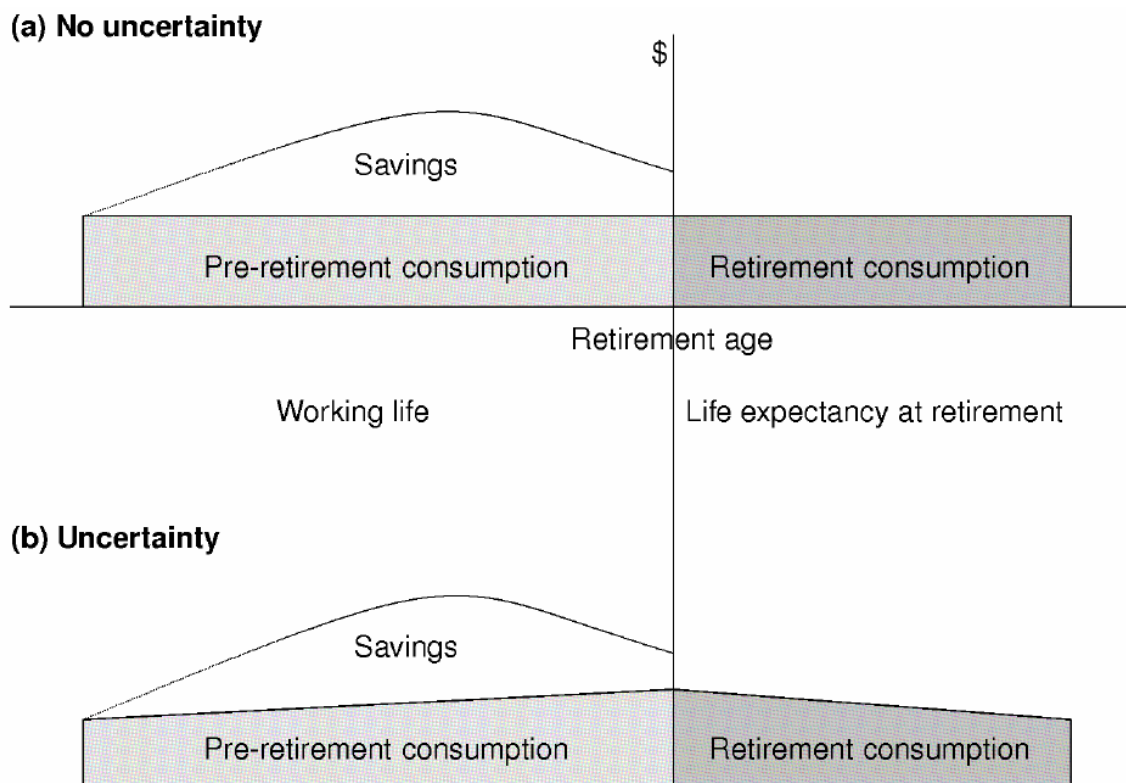 (a) No uncertainty
$
Savings
Pre-retirement consumption
Retirement consumption
Retirement age
Working life
Life expectancy at retirement
(b) Uncertainty
Savings
Pre-retirement consumption
Retirement consumption